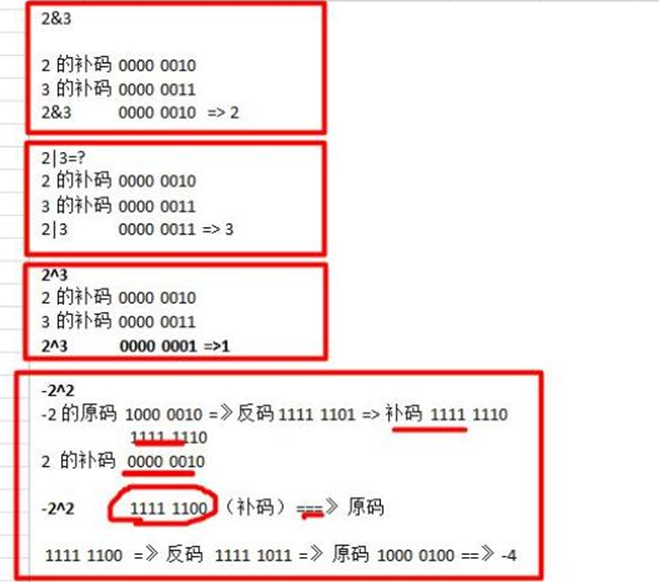 2&3
2 的补码 0000 0010
3 的补码 0000 0011
2&3 0000 0010 => 2
2|3=?
2 的补码 0000 0010
3 的补码 0000 0011
2|3 0000 0011 => 3
2^3
2 的补码 0000 0010
3 的补码 0000 0011
2^3 0000 0001 =>1
-2^2
-2 的原码 1000 0010 =》反码 1111 1101 => 补码 1111 1110
1111 1110
2 的补码 0000 0010
-2^2 1111 1100 （补码）===》 原码
1111 1100 =》 反码 1111 1011 =》 原码 1000 0100 ==》 -4